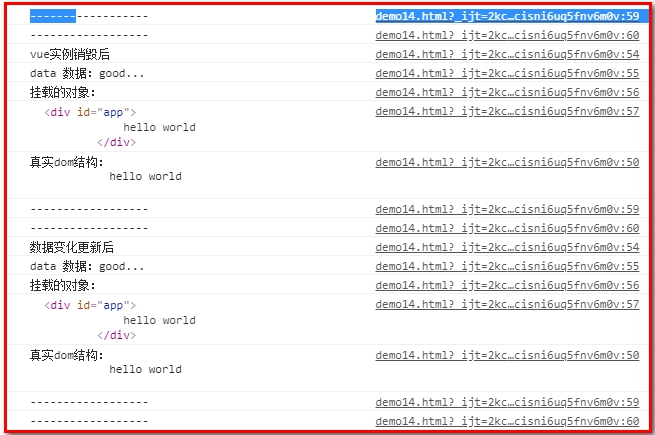 ------------------ demo14.html?_ijt=2kc…cisni6uq5fnv6m0v:59
------------------ demo14.html?_ijt=2kc…cisni6uq5fnv6m0v:60
vue实例销毁后 demo14.html?_ijt=2kc…cisni6uq5fnv6m0v:54
data 数据：good... demo14.html?_ijt=2kc…cisni6uq5fnv6m0v:55
挂载的对象： demo14.html?_ijt=2kc…cisni6uq5fnv6m0v:56
<div id="app"> demo14.html?_ijt=2kc…cisni6uq5fnv6m0v:57
hello world
</div>
真实dom结构： demo14.html?_ijt=2kc…cisni6uq5fnv6m0v:50
hello world
------------------ demo14.html?_ijt=2kc…cisni6uq5fnv6m0v:59
------------------ demo14.html?_ijt=2kc…cisni6uq5fnv6m0v:60
数据变化更新后 demo14.html?_ijt=2kc…cisni6uq5fnv6m0v:54
data 数据：good... demo14.html?_ijt=2kc…cisni6uq5fnv6m0v:55
挂载的对象： demo14.html?_ijt=2kc…cisni6uq5fnv6m0v:56
<div id="app"> demo14.html?_ijt=2kc…cisni6uq5fnv6m0v:57
hello world
</div>
真实dom结构： demo14.html?_ijt=2kc…cisni6uq5fnv6m0v:50
hello world
------------------ demo14.html?_ijt=2kc…cisni6uq5fnv6m0v:59
------------------ demo14.html?_ijt=2kc…cisni6uq5fnv6m0v:60